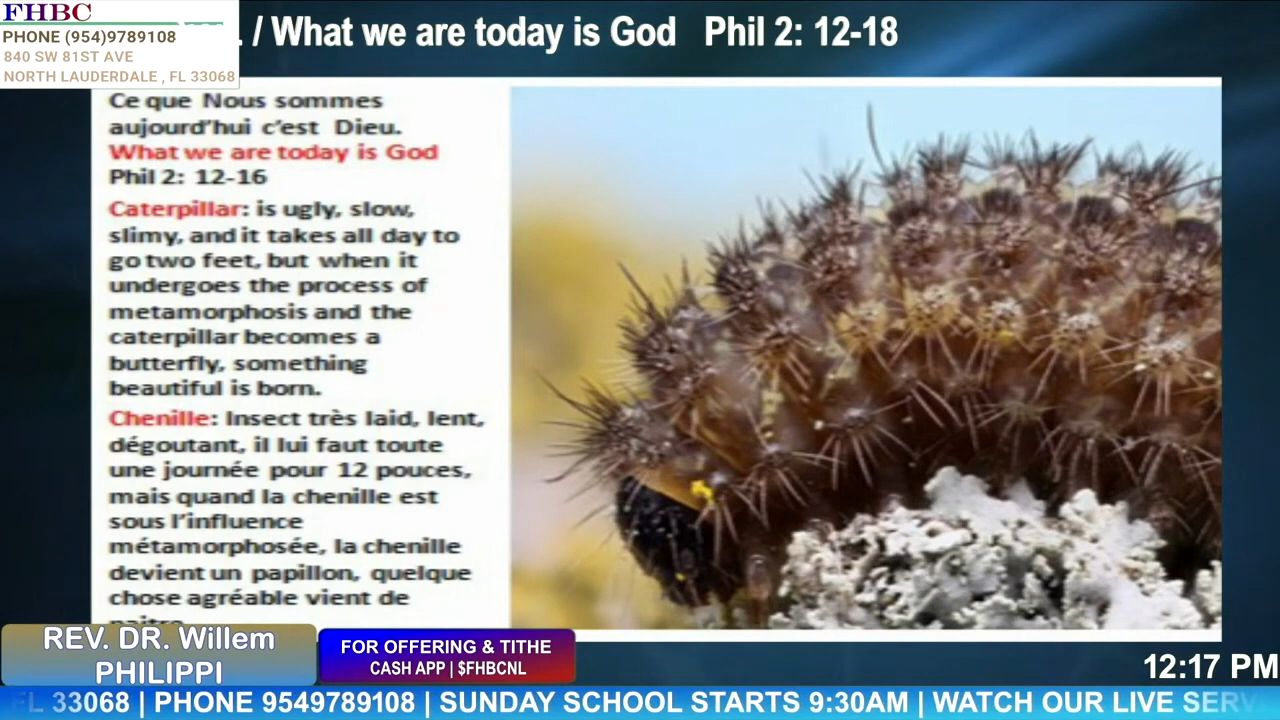 FHBC
PHONE (954)9789108
840 SW 81ST AVE
NORTH LAUDERDALE , FL 33068
. / What we are today is God Phil 2: 12-18
Ce que Nous sommes
aujourd'hui c'est Dieu.
What we are today is God
Phil 2: 12-16
Caterpillar: is ugly, slow,
slimy, and it takes all day to
go two feet, but when it
undergoes the process of
metamorphosis and the
caterpillar becomes a
butterfly, something
beautiful is born.
Chenille: Insect très laid, lent,
dégoutant, il lui faut toute
une journée pour 12 pouces,
mais quand la chenille est
sous l'influence
métamorphosée, la chenille
devient un papillon, quelque
chose agréable vient de
REV. DR. Willem
PHILIPPI
FOR OFFERING & TITHE
CASH APP | $FHBCNL
12:17 PM
FL 33068 | PHONE 9549789108 | SUNDAY SCHOOL STARTS 9:30AM | WATCH OUR LIVE SERV